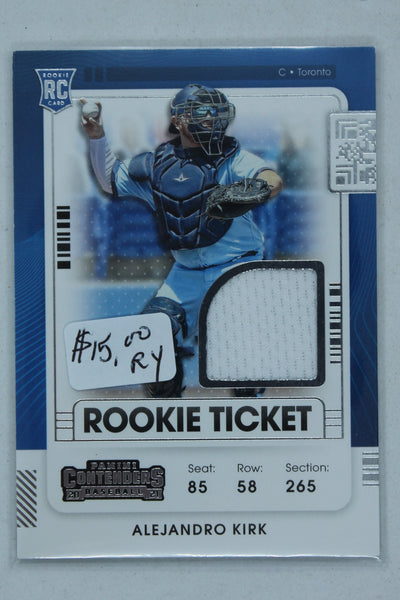 ROOKIE
RC
CARD
C • Toronto
$15.00
RY
ROOKIE TICKET
PANINI
CONTENDERS
20 BASEBALL 21
Seat: Row: Section:
85 58 265
ALEJANDRO KIRK